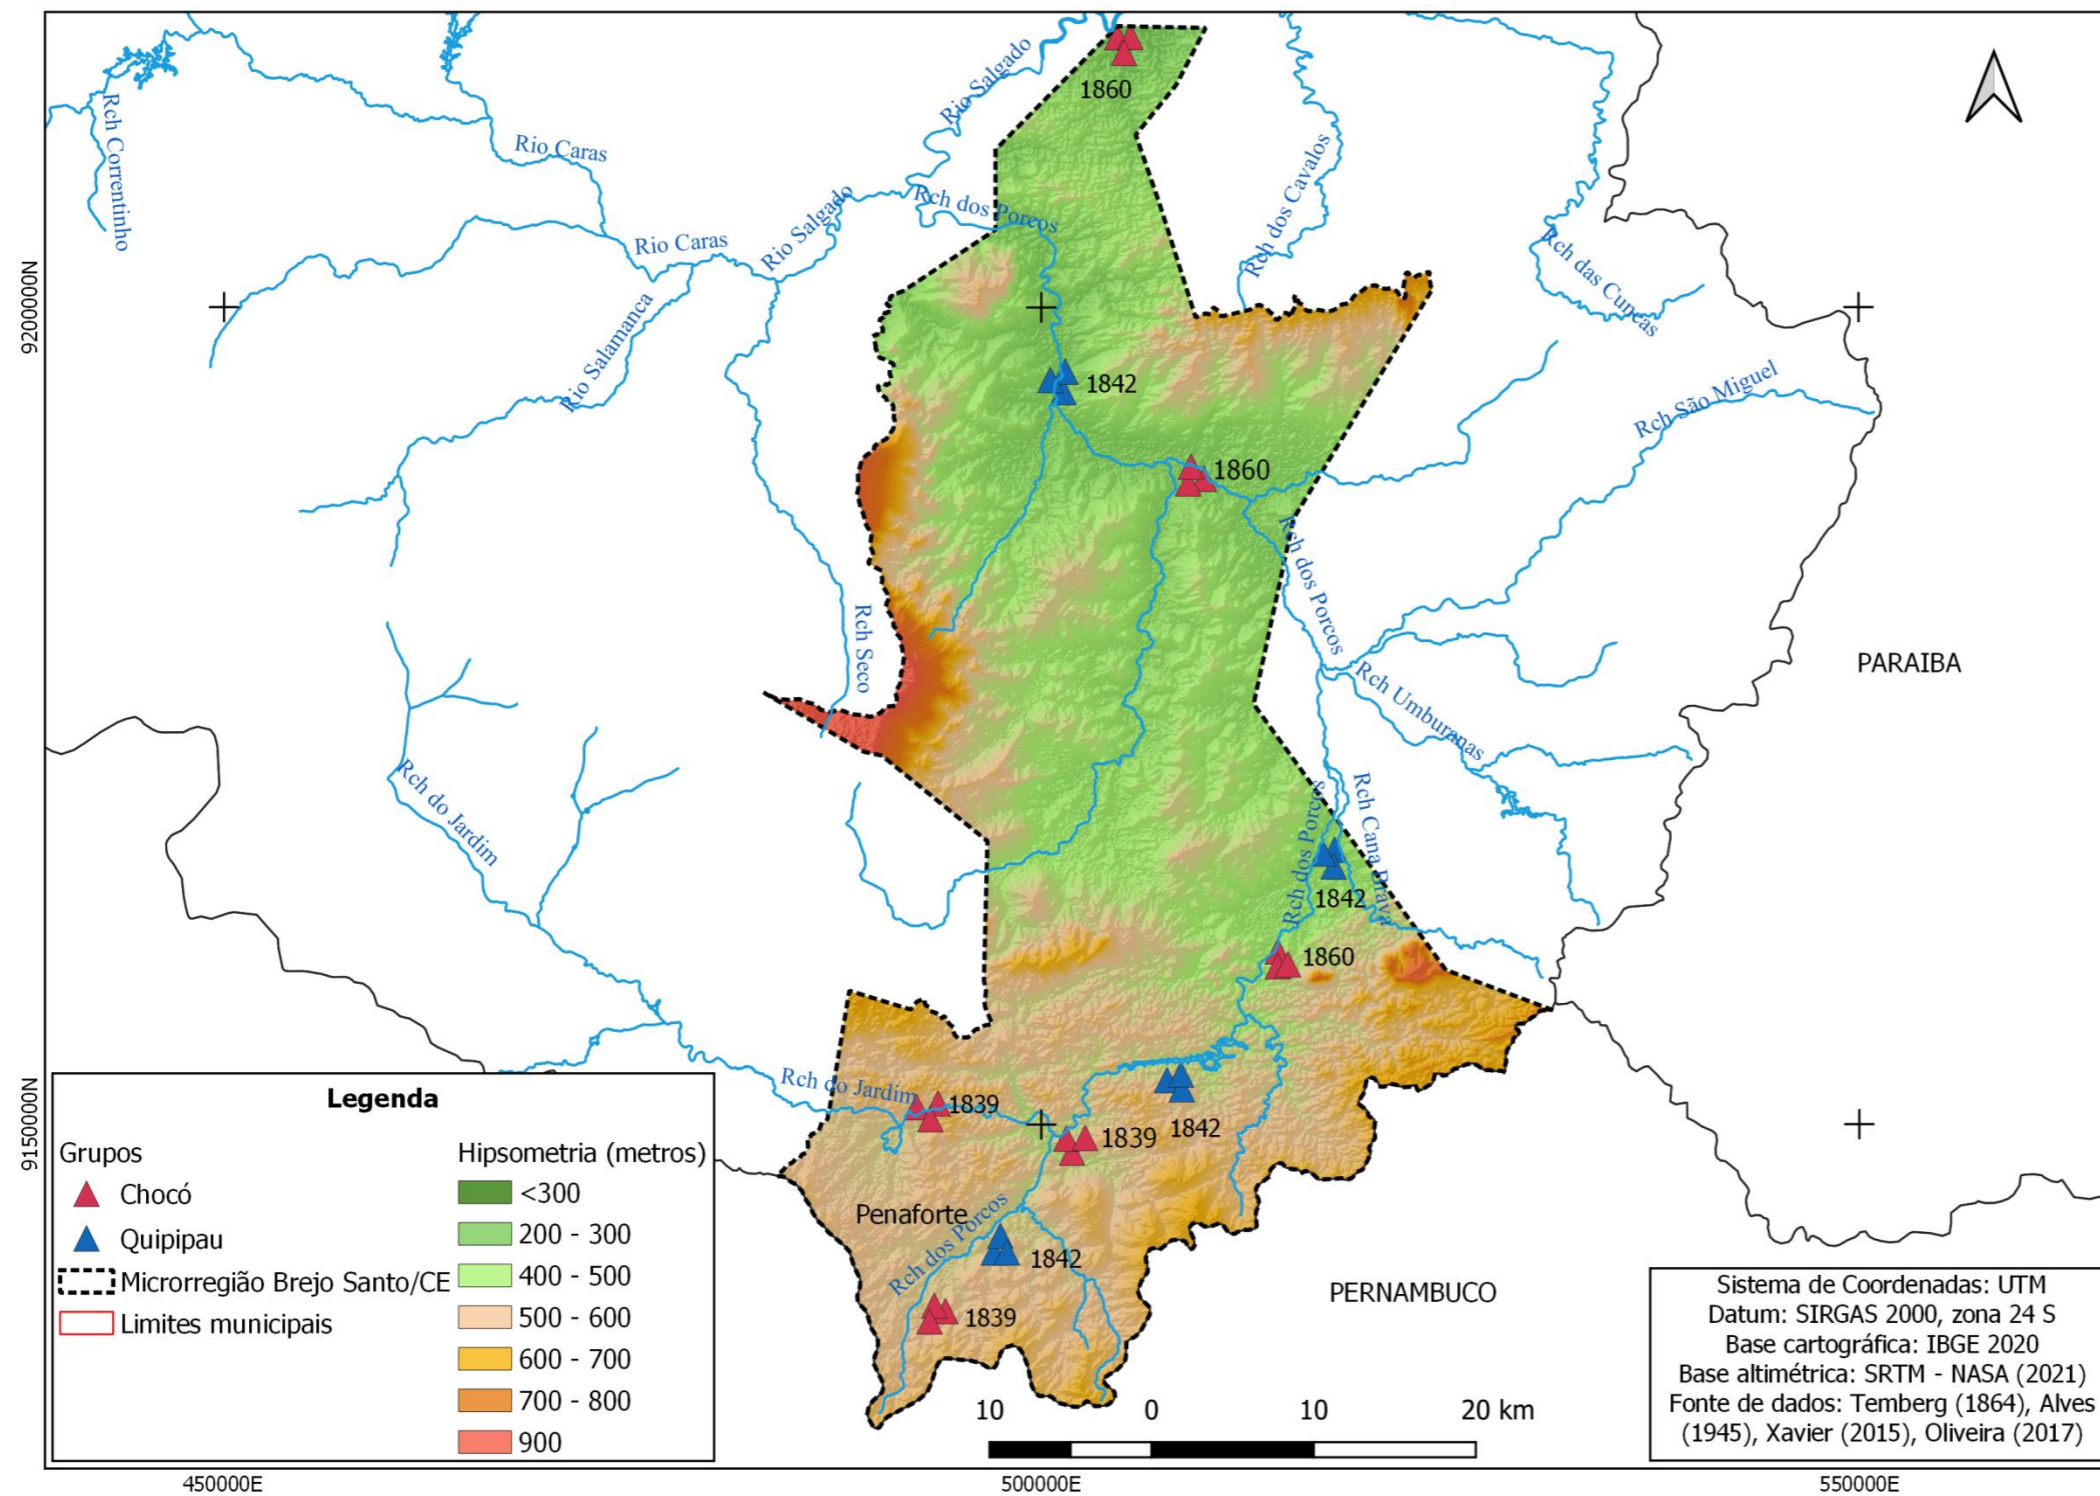 1860
Rio Salgado
Rch Correntinho
Rio Caras
Rch dos Cavalos
Rch dos Porcos
Rio Salgado
Rio Caras
Rch das Cuncas
9200000N
Rio Salamanca
1842
Rch São Miguel
1860
Rch dos Porcos
Rch Seco
PARAIBA
Rch Umburanas
Rch do Jardim
Rch dos Porcos
Rch Cana Brava
1842
1860
9150000N
Rch do Jardim
1839
1839
1842
Penaforte
Rch dos Porcos
1842
1839
PERNAMBUCO
Legenda
Grupos
Chocó
Quipipau
Microrregião Brejo Santo/CE
Limites municipais
Hipsometria (metros)
<300
200 - 300
400 - 500
500 - 600
600 - 700
700 - 800
900
10 0 10 20 km
Sistema de Coordenadas: UTM
Datum: SIRGAS 2000, zona 24 S
Base cartográfica: IBGE 2020
Base altimétrica: SRTM - NASA (2021)
Fonte de dados: Temberg (1864), Alves
(1945), Xavier (2015), Oliveira (2017)
450000E 500000E 550000E